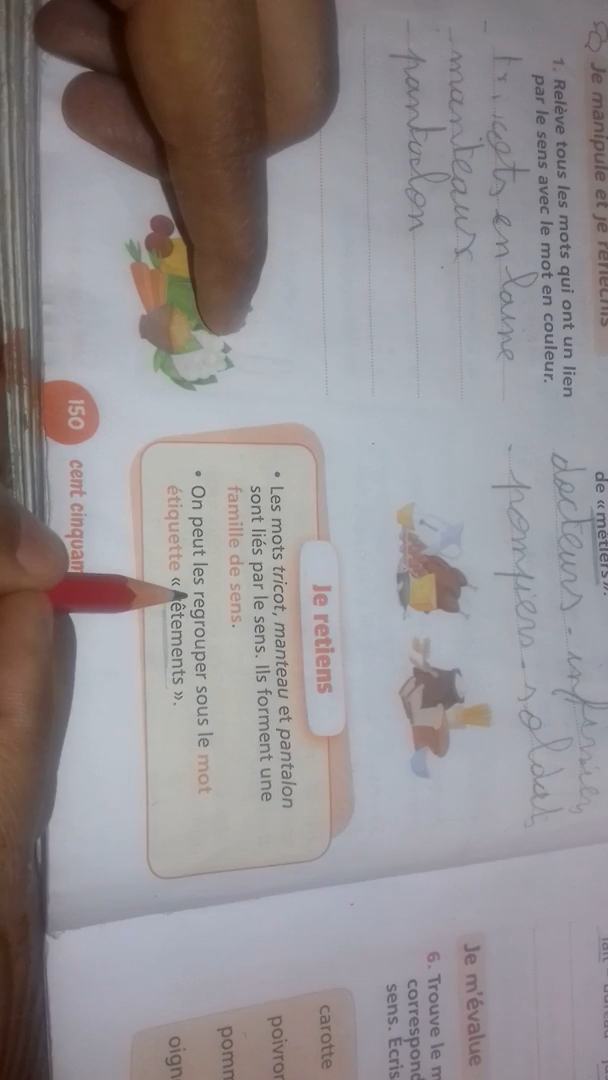 Je manipule et je réfléchis
1. Relève tous les mots qui ont un lien
par le sens avec le mot en couleur.
- tricots en laine
- manteaux
- pantalon
de « métiers ».
docteurs - infirmiers
- pompiers - soldats
Je retiens
• Les mots tricot, manteau et pantalon
sont liés par le sens. Ils forment une
famille de sens.
• On peut les regrouper sous le mot
étiquette « vêtements ».
150 cent cinquan
Je m'évalue
6. Trouve le m
correspond
sens. Écris
carotte
poivron
pomm
oign